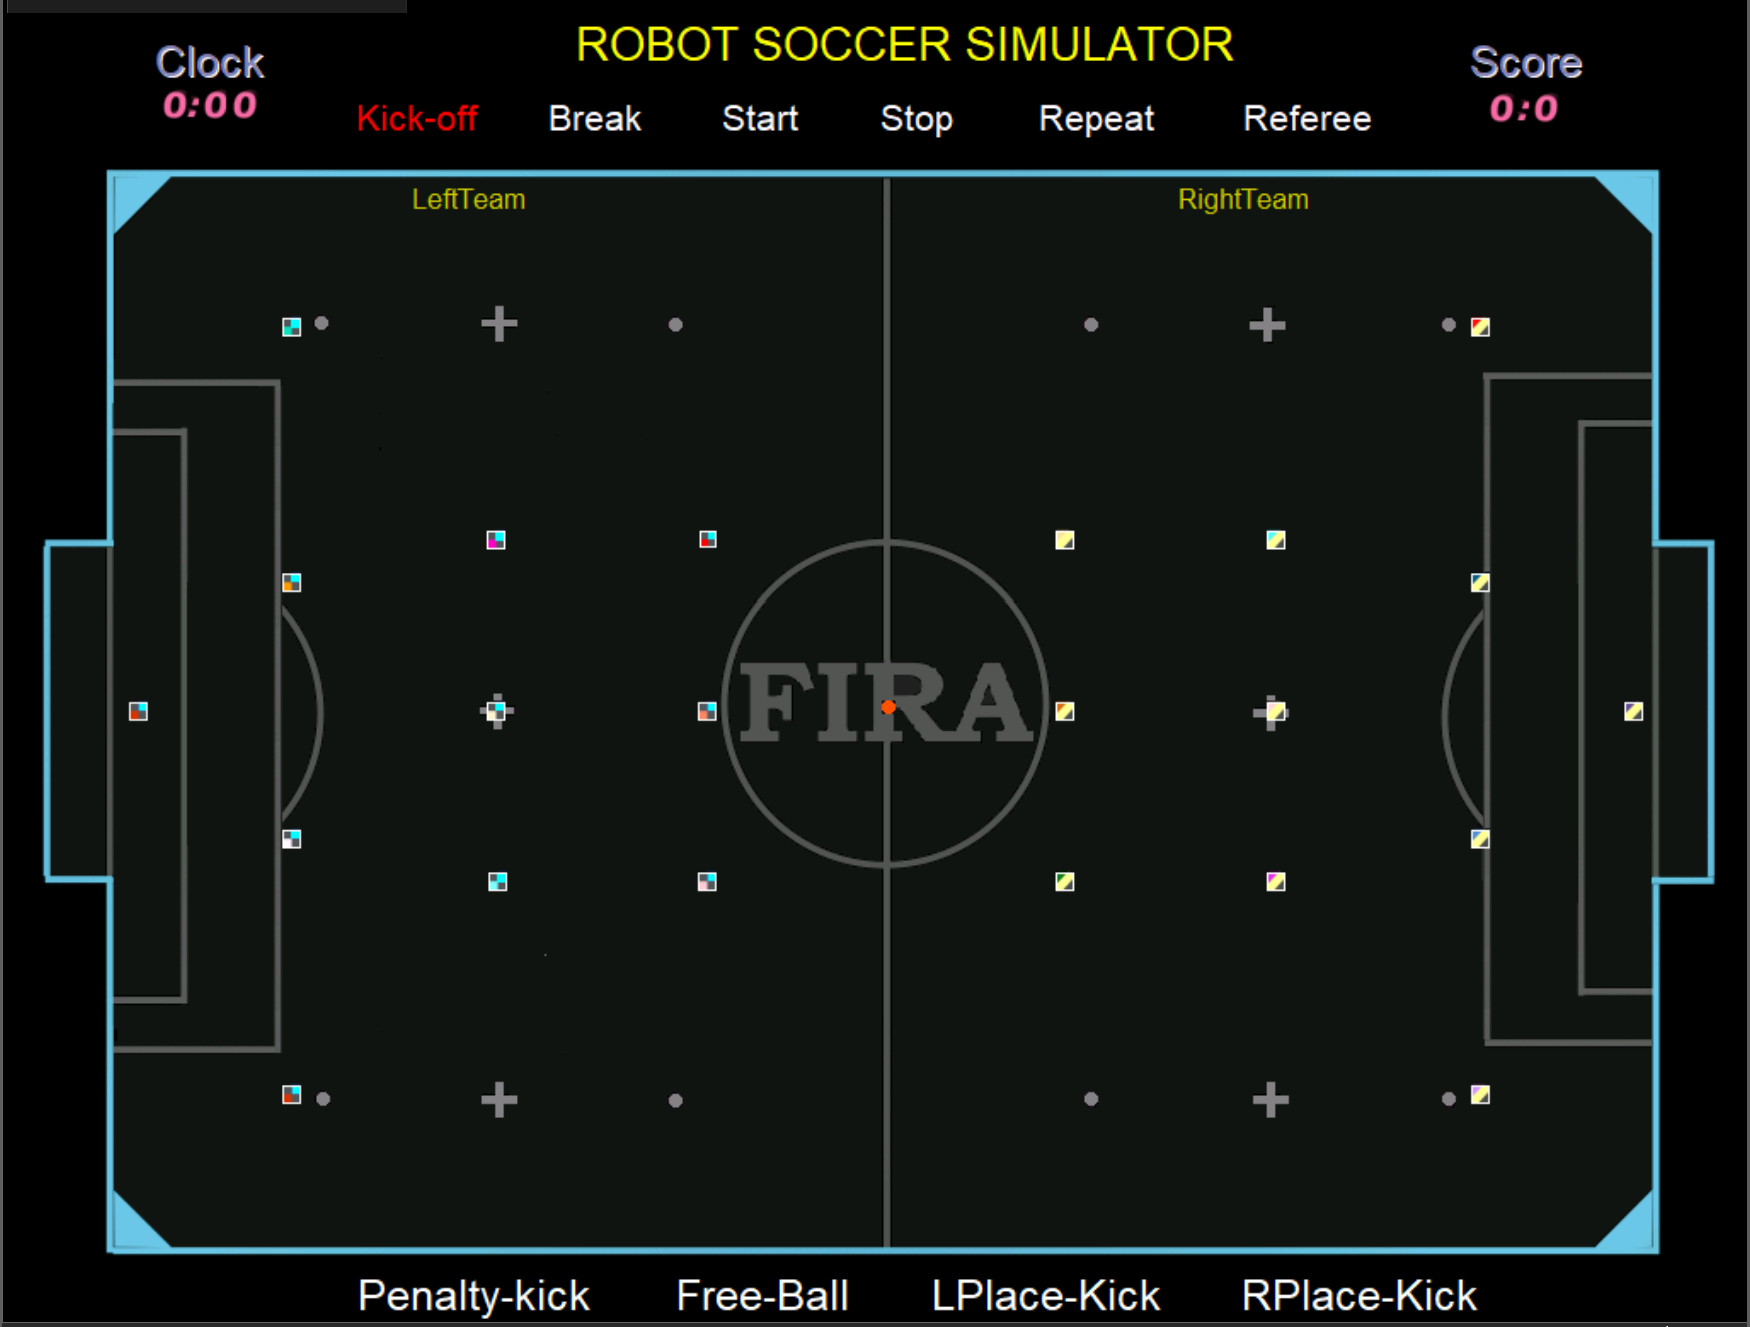 ROBOT SOCCER SIMULATOR
Clock
0:00
Score
0:0
Kick-off Break Start Stop Repeat Referee
LeftTeam RightTeam
FIRA
Penalty-kick Free-Ball LPlace-Kick RPlace-Kick